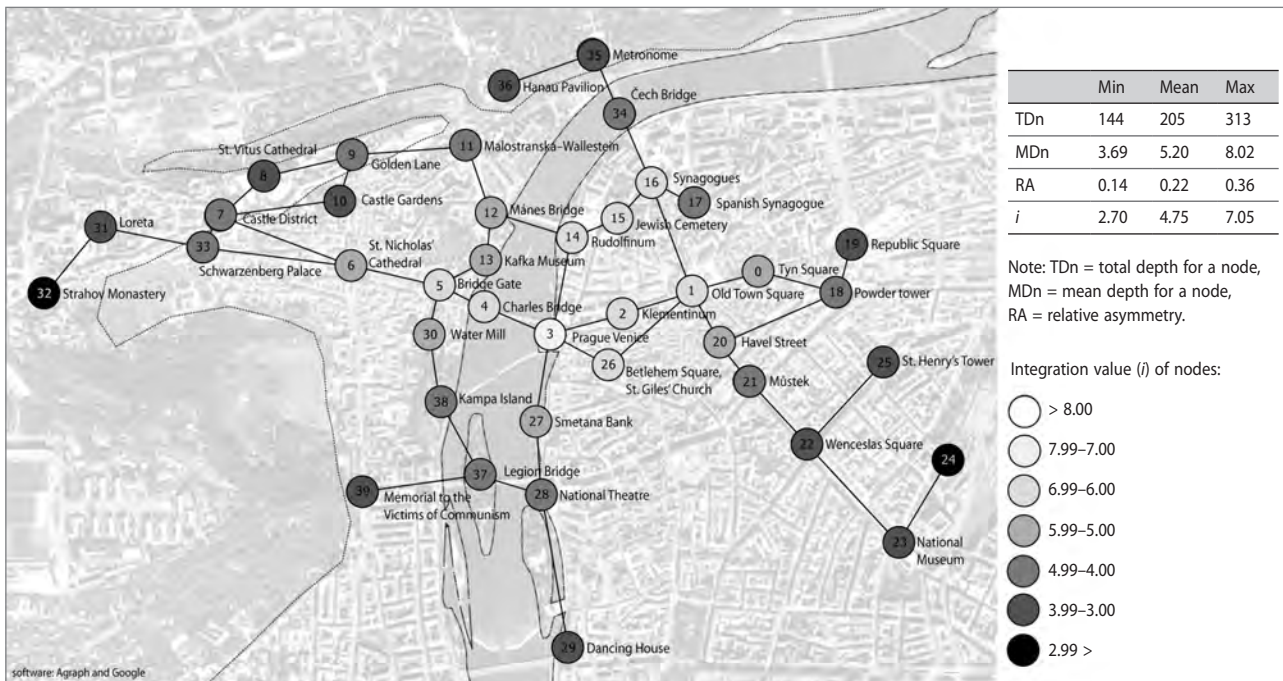 35 Metronome
36
Hanau Pavilion
Čech Bridge
34
St. Vitus Cathedral
11 Malostranská–Wallestein
9
Golden Lane
8
16 Synagogues
17
Spanish Synagogue
10 Castle Gardens
7
Castle District
12 Mánes Bridge
15 Jewish Cemetery
31 Loreta
14
Rudolfinum
33
Schwarzenberg Palace
St. Nicholas'
Cathedral
6
13 Kafka Museum
19 Republic Square
0 Tyn Square
5 Bridge Gate
32 Strahov Monastery
1 Old Town Square
18 Powder tower
4 Charles Bridge
2 Klementinum
30 Water Mill
3 Prague Venice
20 Havel Street
25 St. Henry's Tower
26 Betlehem Square,
St. Giles' Church
21 Můstek
38 Kampa Island
27
Smetana Bank
22 Wenceslas Square
24
Legion Bridge
37
39 Memorial to the
Victims of Communism
28 National Theatre
23 National
Museum
29 Dancing House
software: Agraph and Google
Min Mean Max
TDn 144 205 313
MDn 3.69 5.20 8.02
RA 0.14 0.22 0.36
i 2.70 4.75 7.05
Note: TDn = total depth for a node,
MDn = mean depth for a node,
RA = relative asymmetry.
Integration value (i) of nodes:
> 8.00
7.99–7.00
6.99–6.00
5.99–5.00
4.99–4.00
3.99–3.00
2.99 >